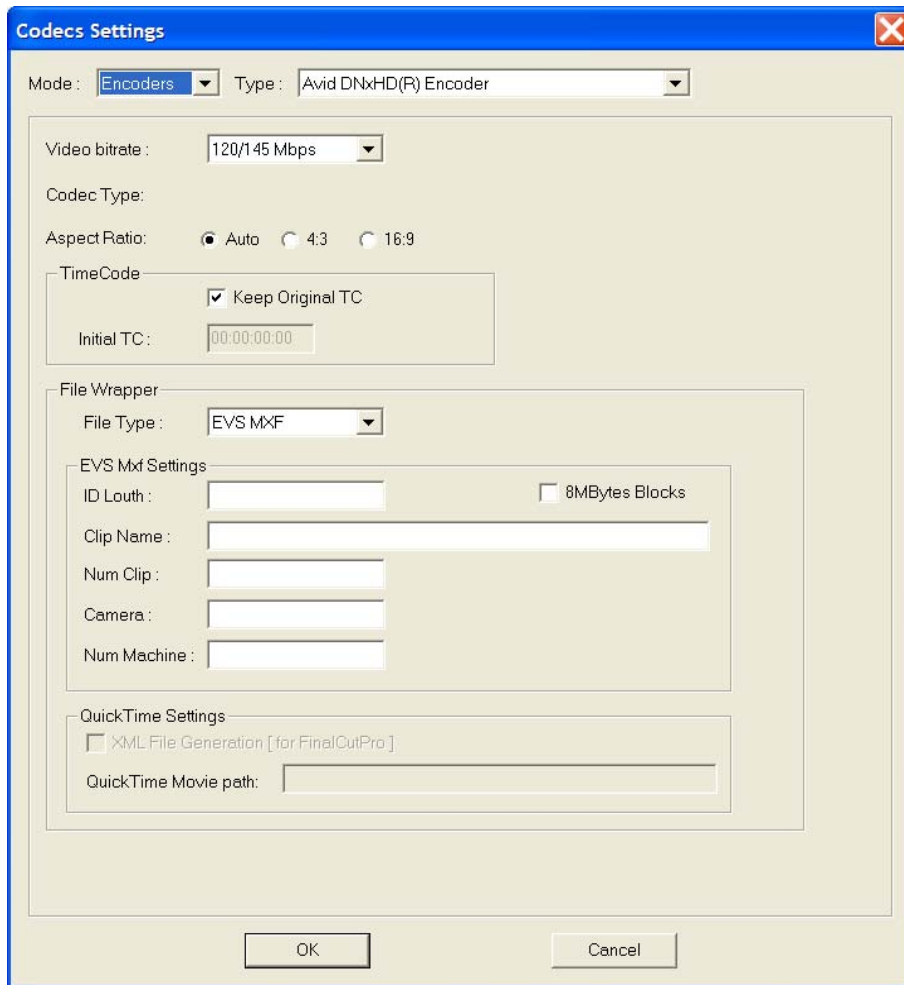 Codecs Settings
Mode : Encoders Type : Avid DNxHD(R) Encoder
Video bitrate : 120/145 Mbps
Codec Type:
Aspect Ratio: Auto 4:3 16:9
TimeCode
Keep Original TC
Initial TC : 00:00:00:00
File Wrapper
File Type : EVS MXF
EVS Mxf Settings
ID Louth : 8MBytes Blocks
Clip Name :
Num Clip :
Camera :
Num Machine :
QuickTime Settings
XML File Generation [ for FinalCutPro ]
QuickTime Movie path:
OK Cancel